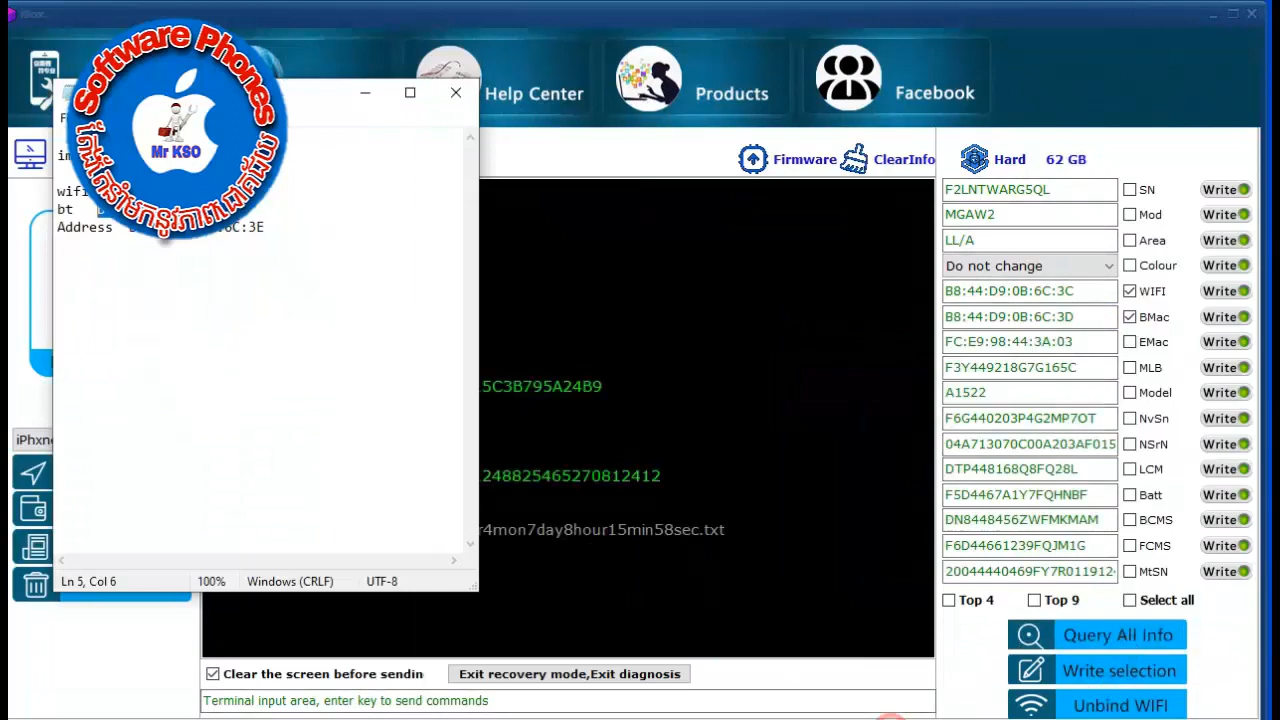 Software Phones
Mr KSO
Help Center
Products
Facebook
wifi
bt
Address
6C:3E
Ln 5, Col 6
100%
Windows (CRLF)
UTF-8
Firmware
ClearInfo
Hard
62 GB
F2LNTWARG5QL
SN
Write
MGAW2
Mod
Write
LL/A
Area
Write
Do not change
Colour
Write
B8:44:D9:0B:6C:3C
WIFI
Write
B8:44:D9:0B:6C:3D
BMac
Write
FC:E9:98:44:3A:03
EMac
Write
F3Y449218G7G165C
MLB
Write
A1522
Model
Write
F6G440203P4G2MP7OT
NvSn
Write
04A713070C00A203AF015
NSrN
Write
DTP448168Q8FQ28L
LCM
Write
F5D4467A1Y7FQHNBF
Batt
Write
DN8448456ZWFMKMAM
BCMS
Write
F6D44661239FQJM1G
FCMS
Write
20044440469FY7R011912
MtSN
Write
Top 4
Top 9
Select all
Query All Info
Write selection
Unbind WIFI
5C3B795A24B9
248825465270812412
r4mon7day8hour15min58sec.txt
iPhxne
Clear the screen before sendin
Exit recovery mode,Exit diagnosis
Terminal input area, enter key to send commands